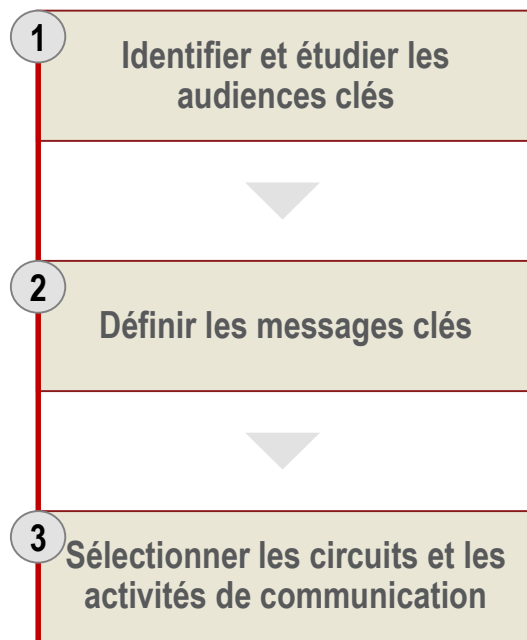 1
Identifier et étudier les
audiences clés
2
Définir les messages clés
3
Sélectionner les circuits et les
activités de communication